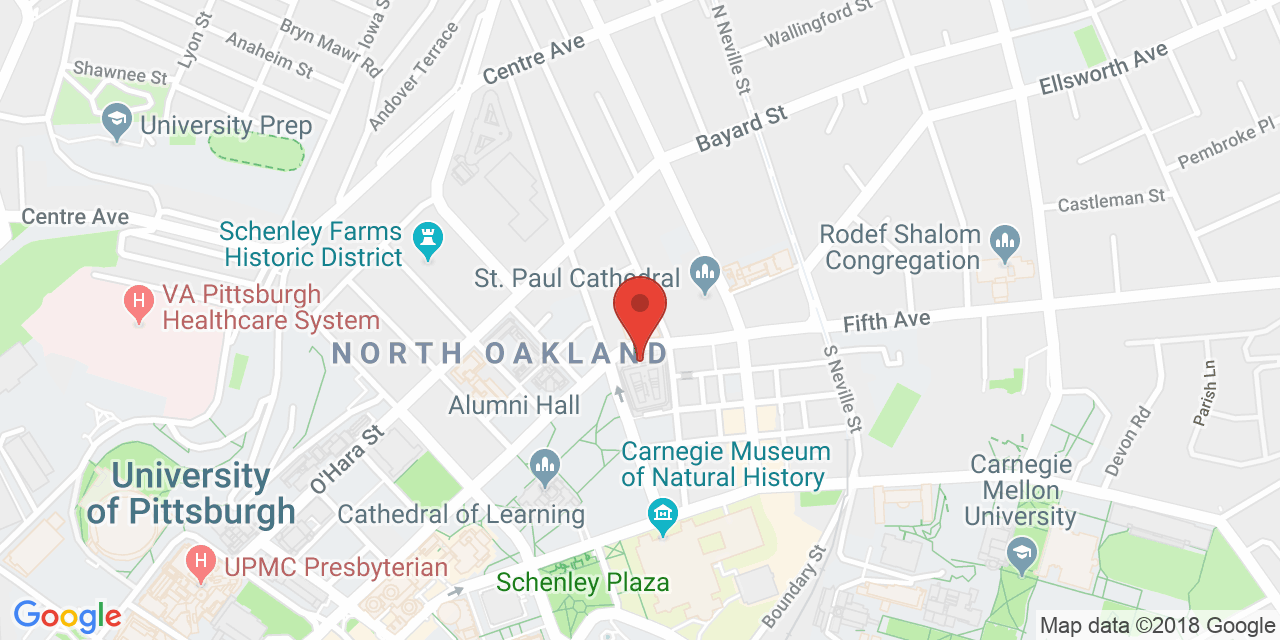 Wallingford St
N Neville St
Iowa St
Lyon St
Bryn Mawr Rd
Anaheim St
Andover Terrace
Centre Ave
Shawnee St
Ellsworth Ave
Bayard St
University Prep
Pembroke Pl
Castleman St
Centre Ave
Schenley Farms
Historic District
Rodef Shalom
Congregation
St. Paul Cathedral
VA Pittsburgh
Healthcare System
Fifth Ave
NORTH OAKLAND
S Neville St
Parish Ln
Alumni Hall
Devon Rd
O'Hara St
Carnegie Museum
of Natural History
Carnegie
Mellon
University
University
of Pittsburgh
Cathedral of Learning
UPMC Presbyterian
Schenley Plaza
Boundary St
Google
Map data ©2018 Google
H
H